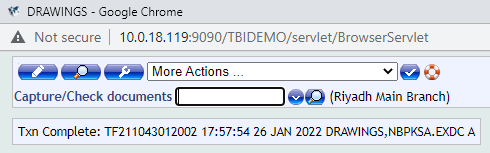 DRAWINGS - Google Chrome
Not secure | 10.0.18.119:9090/TBIDEMO/servlet/BrowserServlet
More Actions ...
Capture/Check documents (Riyadh Main Branch)
Txn Complete: TF211043012002 17:57:54 26 JAN 2022 DRAWINGS,NBPKSA.EXDC A